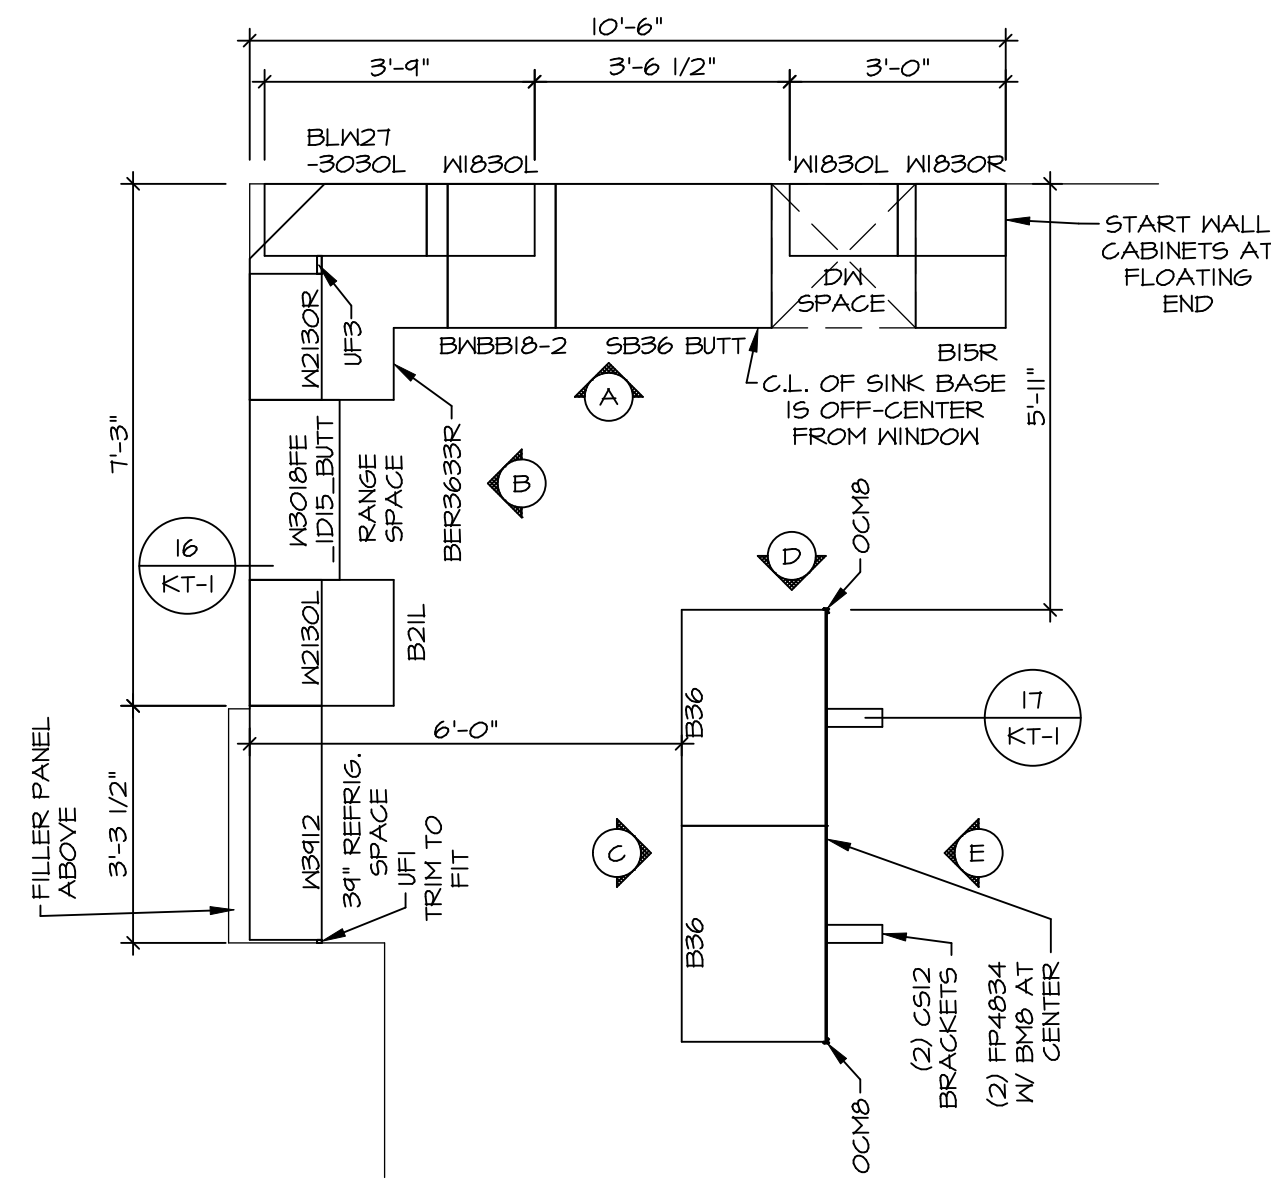 10'-6"
3'-9"
3'-6 1/2"
3'-0"
BLW27
-3030L
W1830L
W1830L
W1830R
START WALL
CABINETS AT
FLOATING
END
DW
SPACE
BWBB18-2
SB36 BUTT
B15R
C.L. OF SINK BASE
IS OFF-CENTER
FROM WINDOW
5'-11"
7'-3"
W2130R
UF3
A
B
W3018FE
_1D15_BUTT
RANGE
SPACE
BER3633R
16
KT-1
W2130L
B21L
D
OCM8
6'-0"
B36
17
KT-1
FILLER PANEL
ABOVE
3'-3 1/2"
W3912
39" REFRIG.
SPACE
UF1
TRIM TO
FIT
C
E
B36
(2) CS12
BRACKETS
(2) FP4834
W/ BM8 AT
CENTER
OCM8